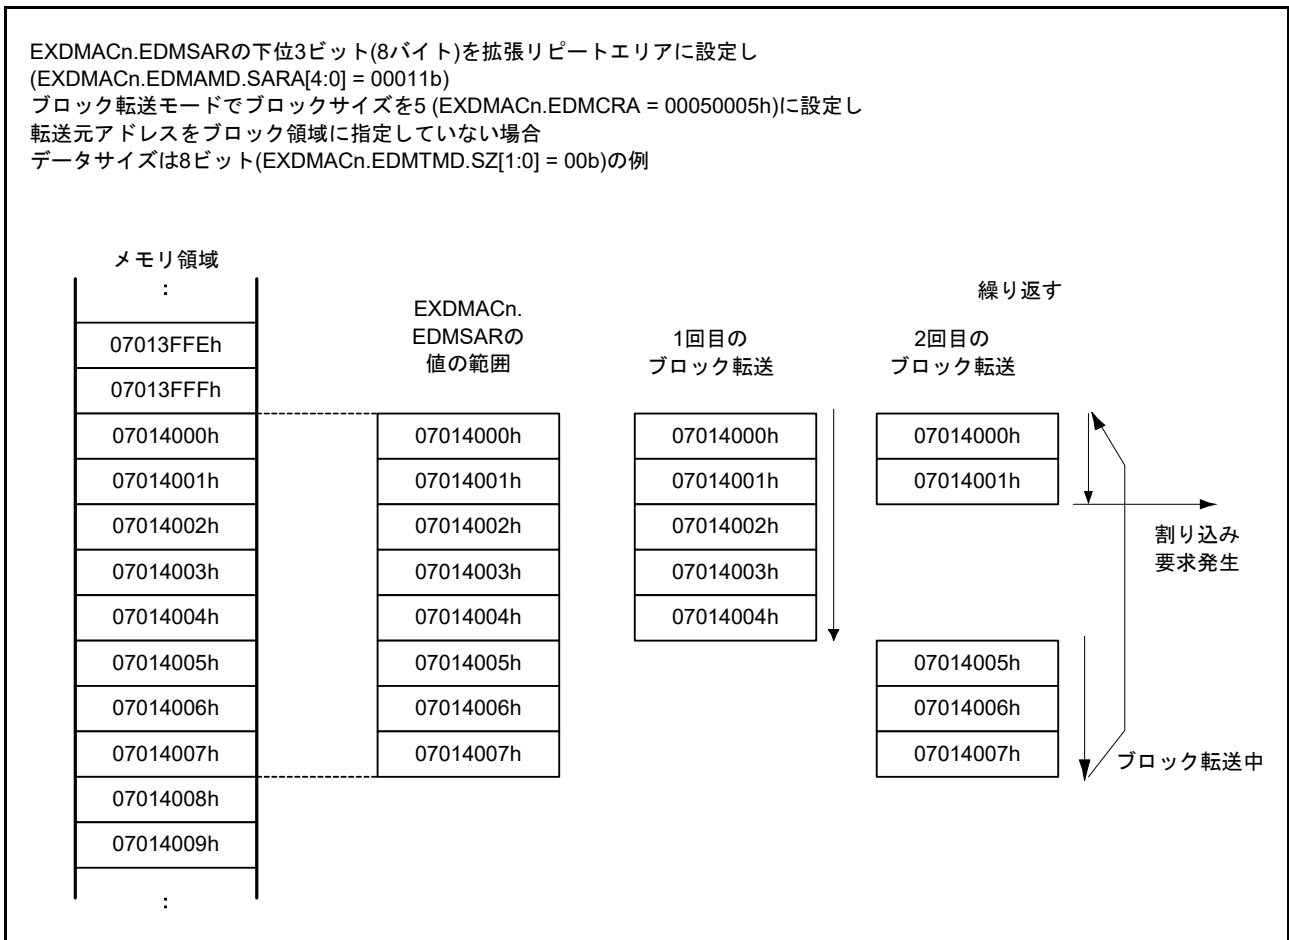 EXDMACn.EDMSARの下位3ビット(8バイト)を拡張リピートエリアに設定し
(EXDMACn.EDMAMD.SARA[4:0] = 00011b)
ブロック転送モードでブロックサイズを5 (EXDMACn.EDMCRA = 00050005h)に設定し
転送元アドレスをブロック領域に指定していない場合
データサイズは8ビット(EXDMACn.EDMTMD.SZ[1:0] = 00b)の例
メモリ領域
:
07013FFEh
07013FFFh
07014000h
07014001h
07014002h
07014003h
07014004h
07014005h
07014006h
07014007h
07014008h
07014009h
:
EXDMACn.
EDMSARの
値の範囲
07014000h
07014001h
07014002h
07014003h
07014004h
07014005h
07014006h
07014007h
1回目の
ブロック転送
07014000h
07014001h
07014002h
07014003h
07014004h
繰り返す
2回目の
ブロック転送
07014000h
07014001h
07014005h
07014006h
07014007h
割り込み
要求発生
ブロック転送中